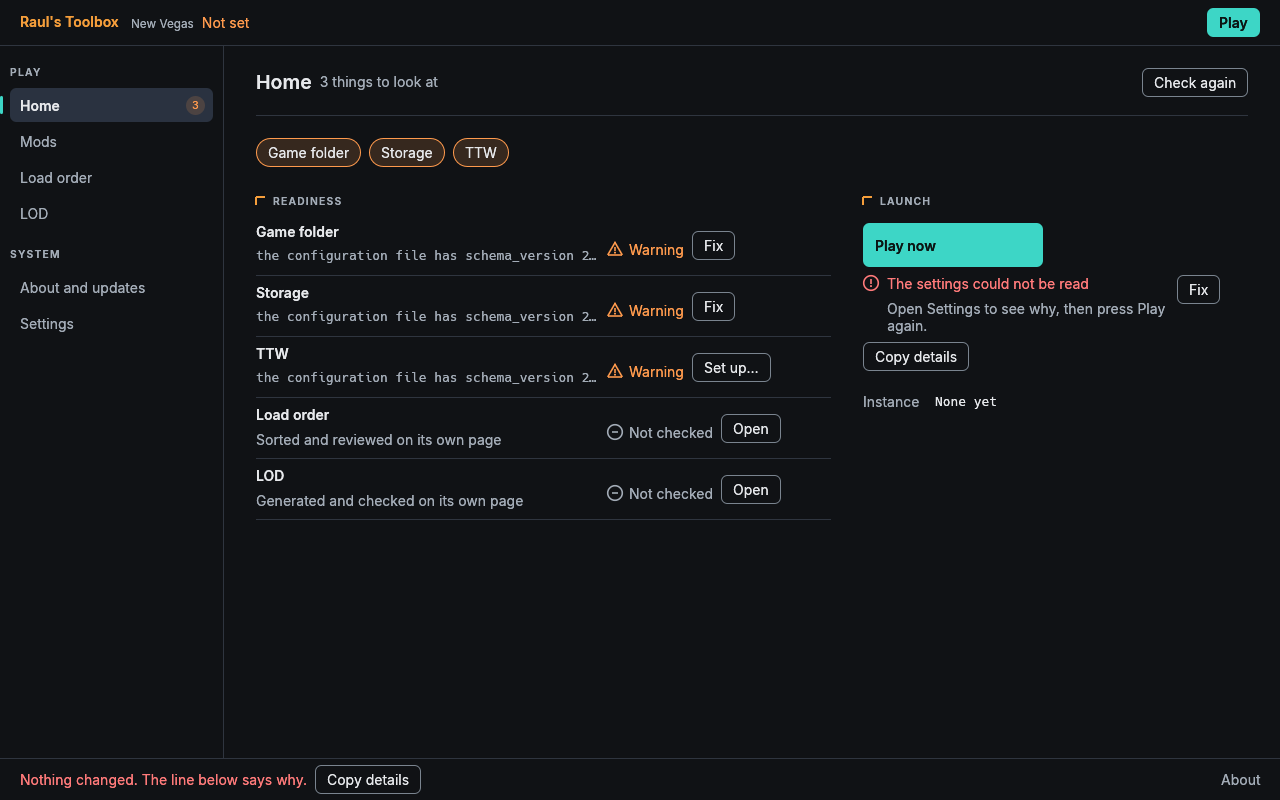 Raul's Toolbox New Vegas Not set Play
PLAY
Home 3
Mods
Load order
LOD
SYSTEM
About and updates
Settings
Home 3 things to look at Check again
Game folder Storage TTW
READINESS
Game folder
the configuration file has schema_version 2… Warning Fix
Storage
the configuration file has schema_version 2… Warning Fix
TTW
the configuration file has schema_version 2… Warning Set up…
Load order
Sorted and reviewed on its own page Not checked Open
LOD
Generated and checked on its own page Not checked Open
LAUNCH
Play now
The settings could not be read Fix
Open Settings to see why, then press Play
again.
Copy details
Instance None yet
Nothing changed. The line below says why. Copy details About